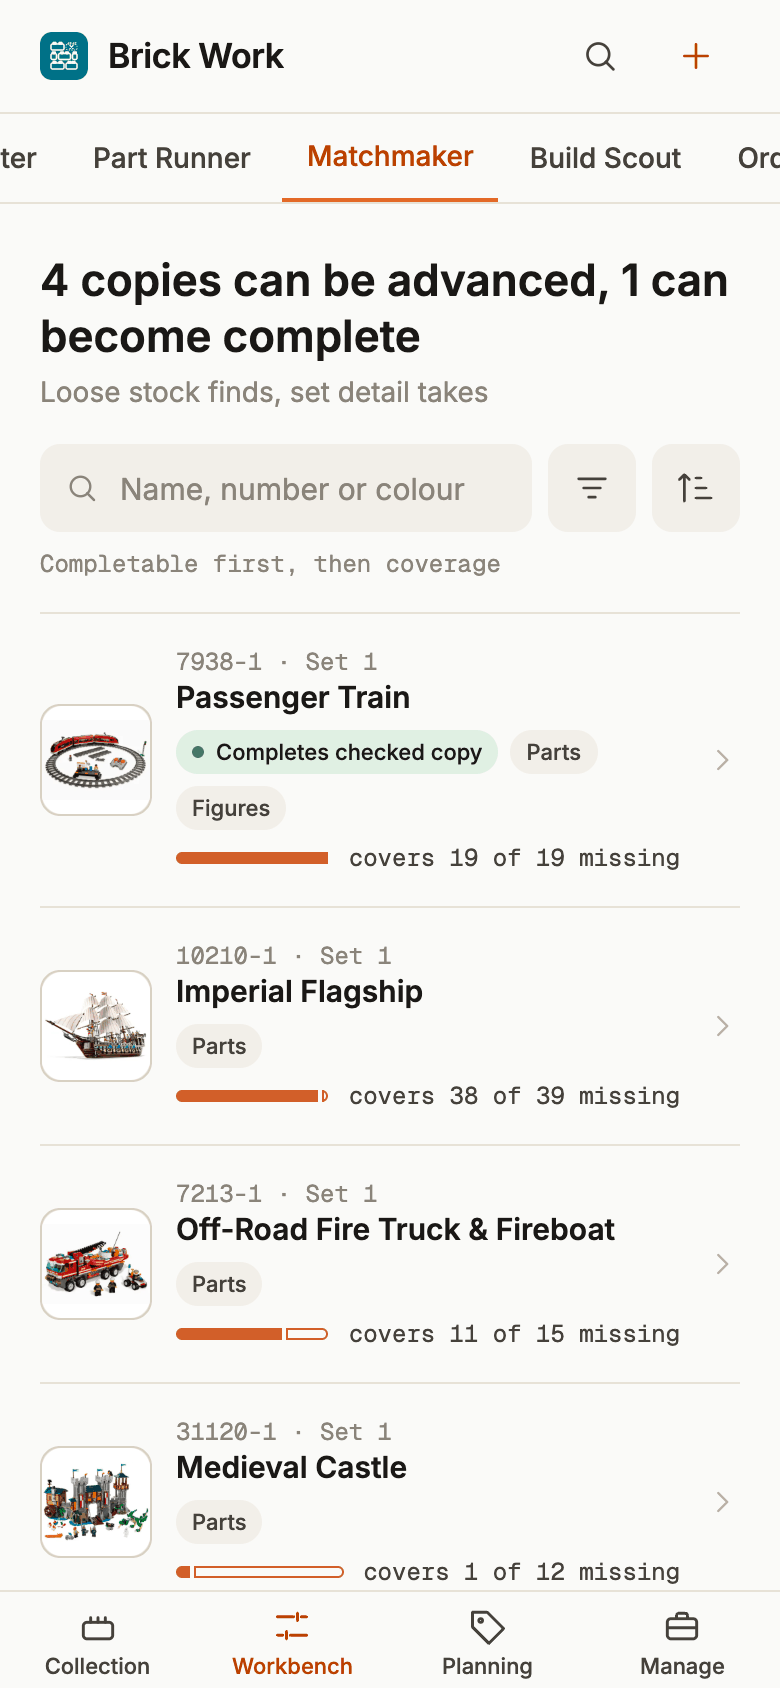 Brick Work
ter Part Runner Matchmaker Build Scout Ord
4 copies can be advanced, 1 can
become complete
Loose stock finds, set detail takes
Name, number or colour
Completable first, then coverage
7938-1 · Set 1
Passenger Train
Completes checked copy Parts
Figures
covers 19 of 19 missing
10210-1 · Set 1
Imperial Flagship
Parts
covers 38 of 39 missing
7213-1 · Set 1
Off-Road Fire Truck & Fireboat
Parts
covers 11 of 15 missing
31120-1 · Set 1
Medieval Castle
Parts
covers 1 of 12 missing
Collection Workbench Planning Manage